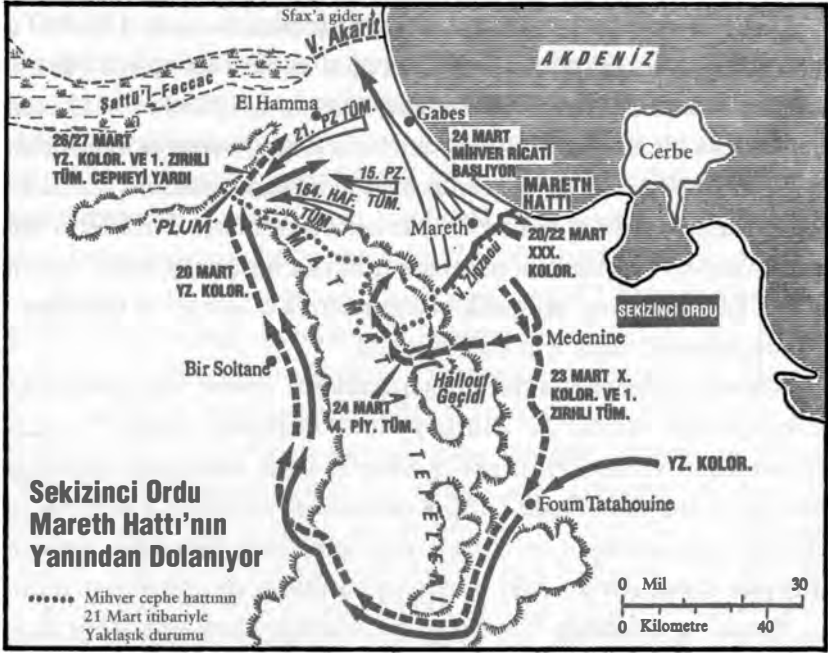 Sfax'a gider
V. Akarit
AKDENİZ
Şattü'l-Feccac
El Hamma
Gabes
21. PZ TÜM.
26/27 MART
YZ. KOLOR. VE 1. ZIRHLI
TÜM. CEPHEYİ YARDI
24 MART
MİHVER RİCATİ
BAŞLIYOR
Cerbe
15. PZ.
TÜM.
164. HAF.
TÜM
MARETH
HATTI
PLUM
Mareth
V. Zigzaou
20/22 MART
XXX.
KOLOR.
20 MART
YZ. KOLOR.
MATMATA
TEPELERİ
SEKİZİNCİ ORDU
Medenine
Bir Soltane
Hallouf
Geçidi
24 MART
4. PİY. TÜM.
23 MART X.
KOLOR. VE 1.
ZIRHLI TÜM.
YZ. KOLOR.
Foum Tatahouine
Sekizinci Ordu
Mareth Hattı'nın
Yanından Dolanıyor
Mihver cephe hattının
21 Mart itibariyle
Yaklaşık durumu
0 Mil 30
0 Kilometre 40